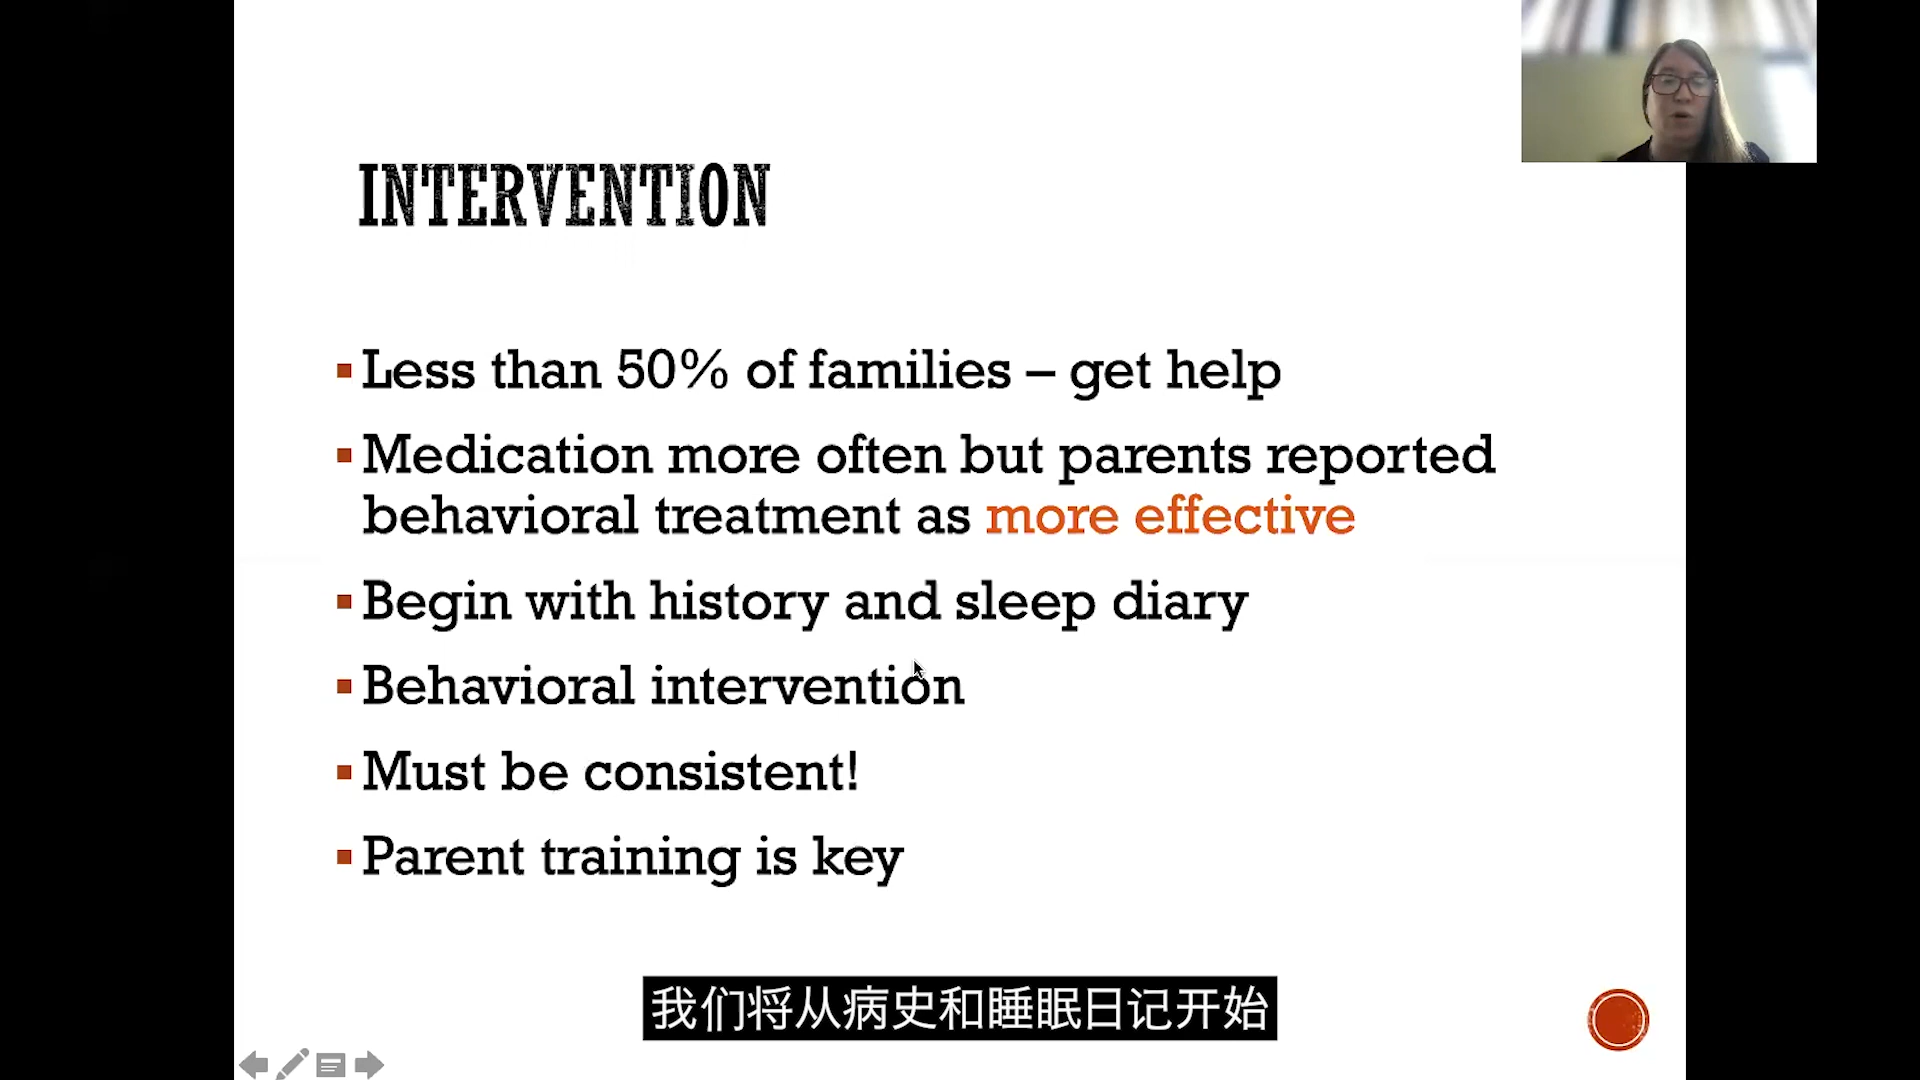 INTERVENTION
Less than 50% of families – get help
Medication more often but parents reported
behavioral treatment as more effective
Begin with history and sleep diary
Behavioral intervention
Must be consistent!
Parent training is key
我们将从病史和睡眠日记开始